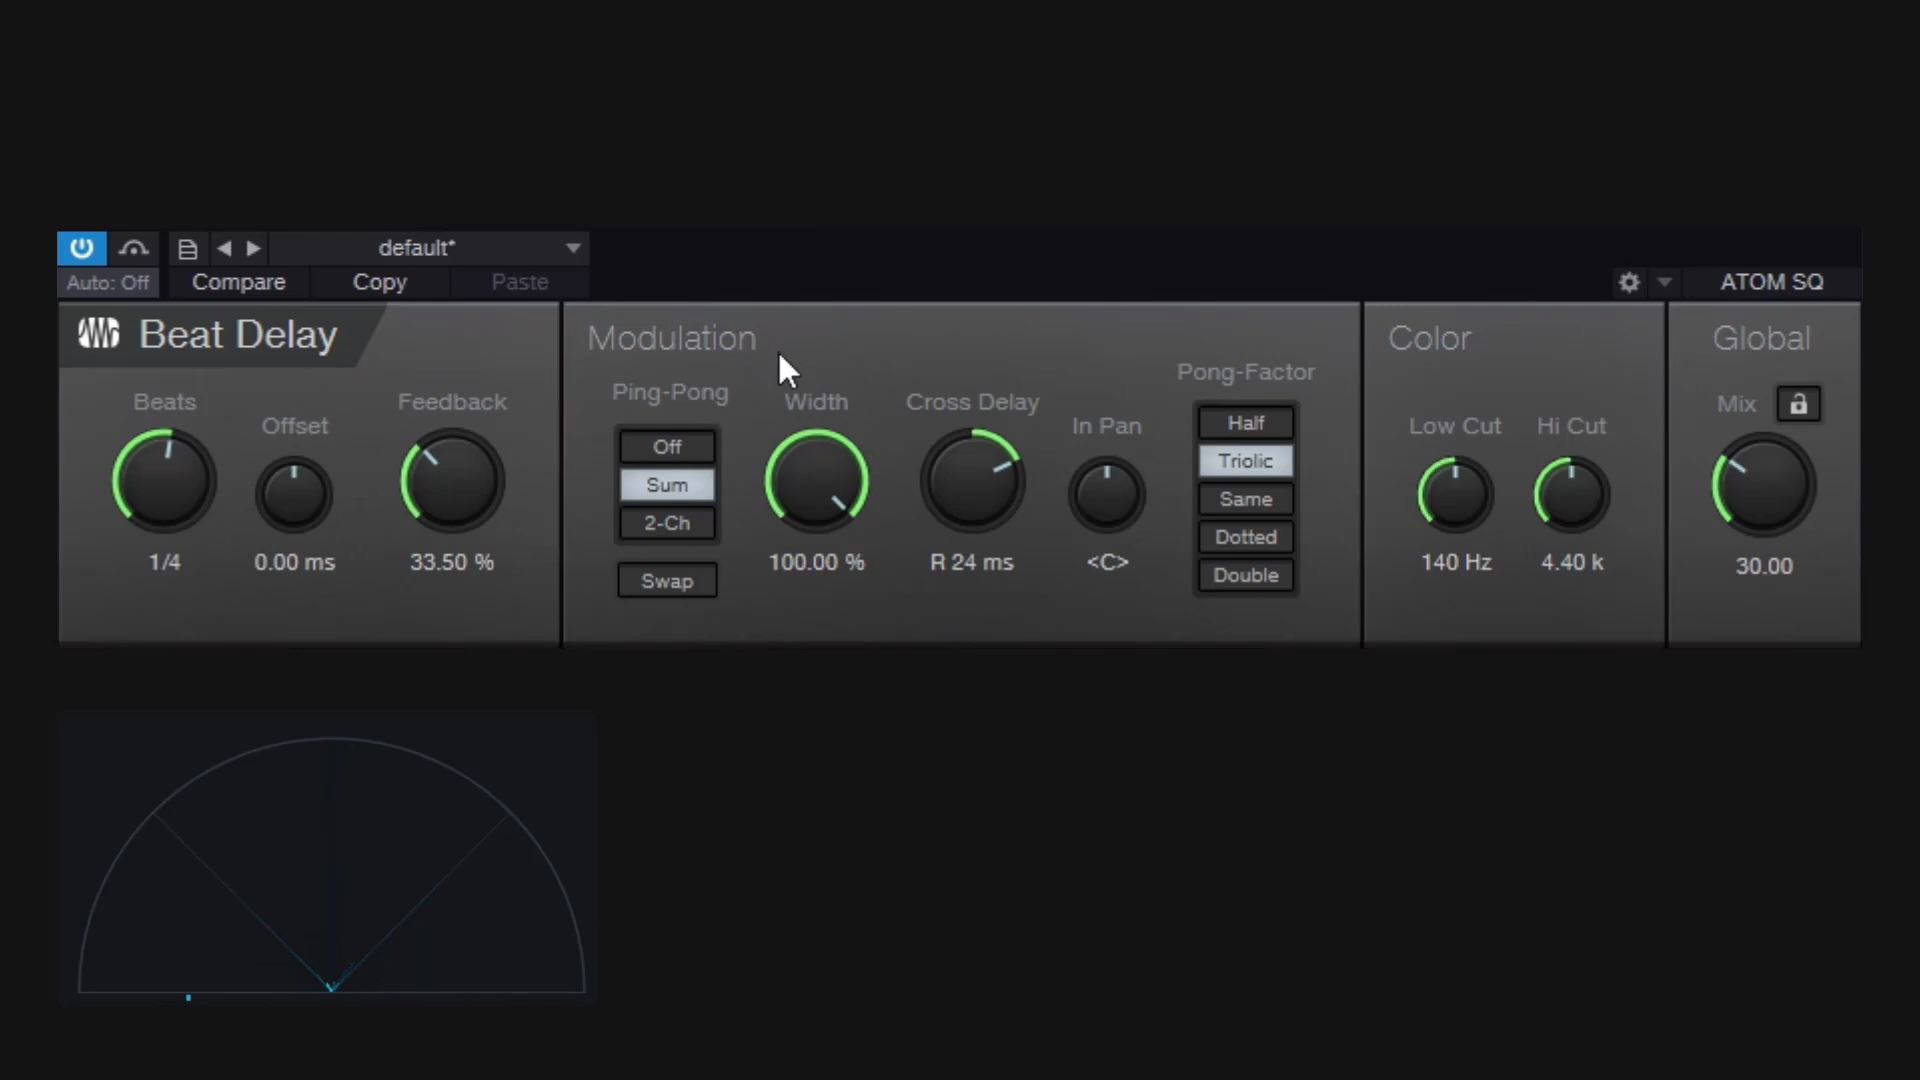 default*
Auto: Off
Compare
Copy
Paste
ATOM SQ
Beat Delay
Beats
Offset
Feedback
1/4
0.00 ms
33.50 %
Modulation
Ping-Pong
Off
Sum
2-Ch
Swap
Width
100.00 %
Cross Delay
R 24 ms
In Pan
<C>
Pong-Factor
Half
Triolic
Same
Dotted
Double
Color
Low Cut
Hi Cut
140 Hz
4.40 k
Global
Mix
30.00